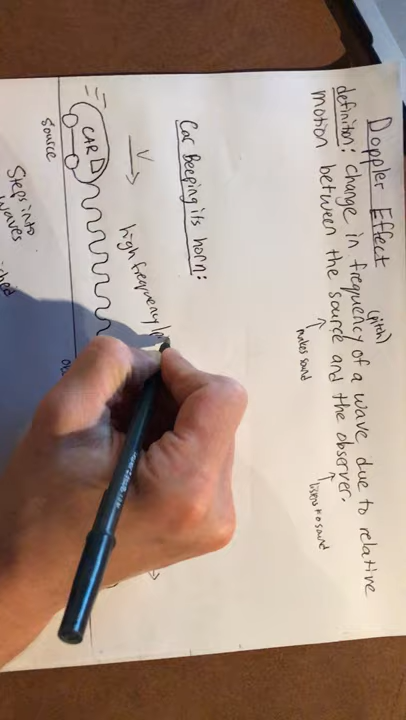 Doppler Effect
(pitch)
definiton: change in frequency of a wave due to relative
motion between the source and the observer.
makes sound
listens to sound
Car Beeping its horn:
V
high frequency
CAR
source
Steps into
waves